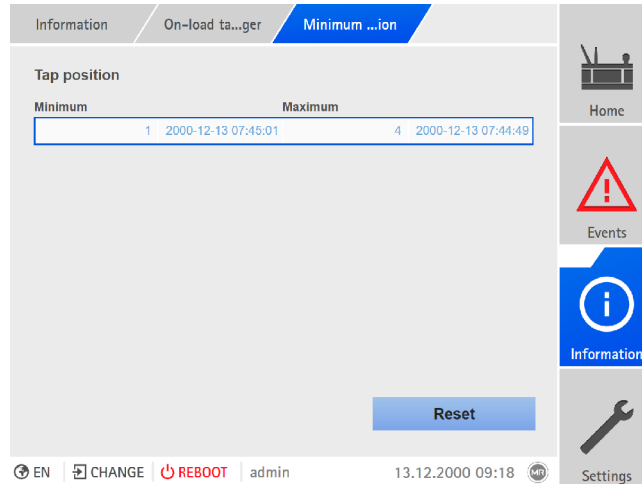 Information On-load ta...ger Minimum ...ion
Tap position
Minimum Maximum
1 2000-12-13 07:45:01 4 2000-12-13 07:44:49
Home
Events
Information
Reset
EN CHANGE REBOOT admin 13.12.2000 09:18 MR
Settings